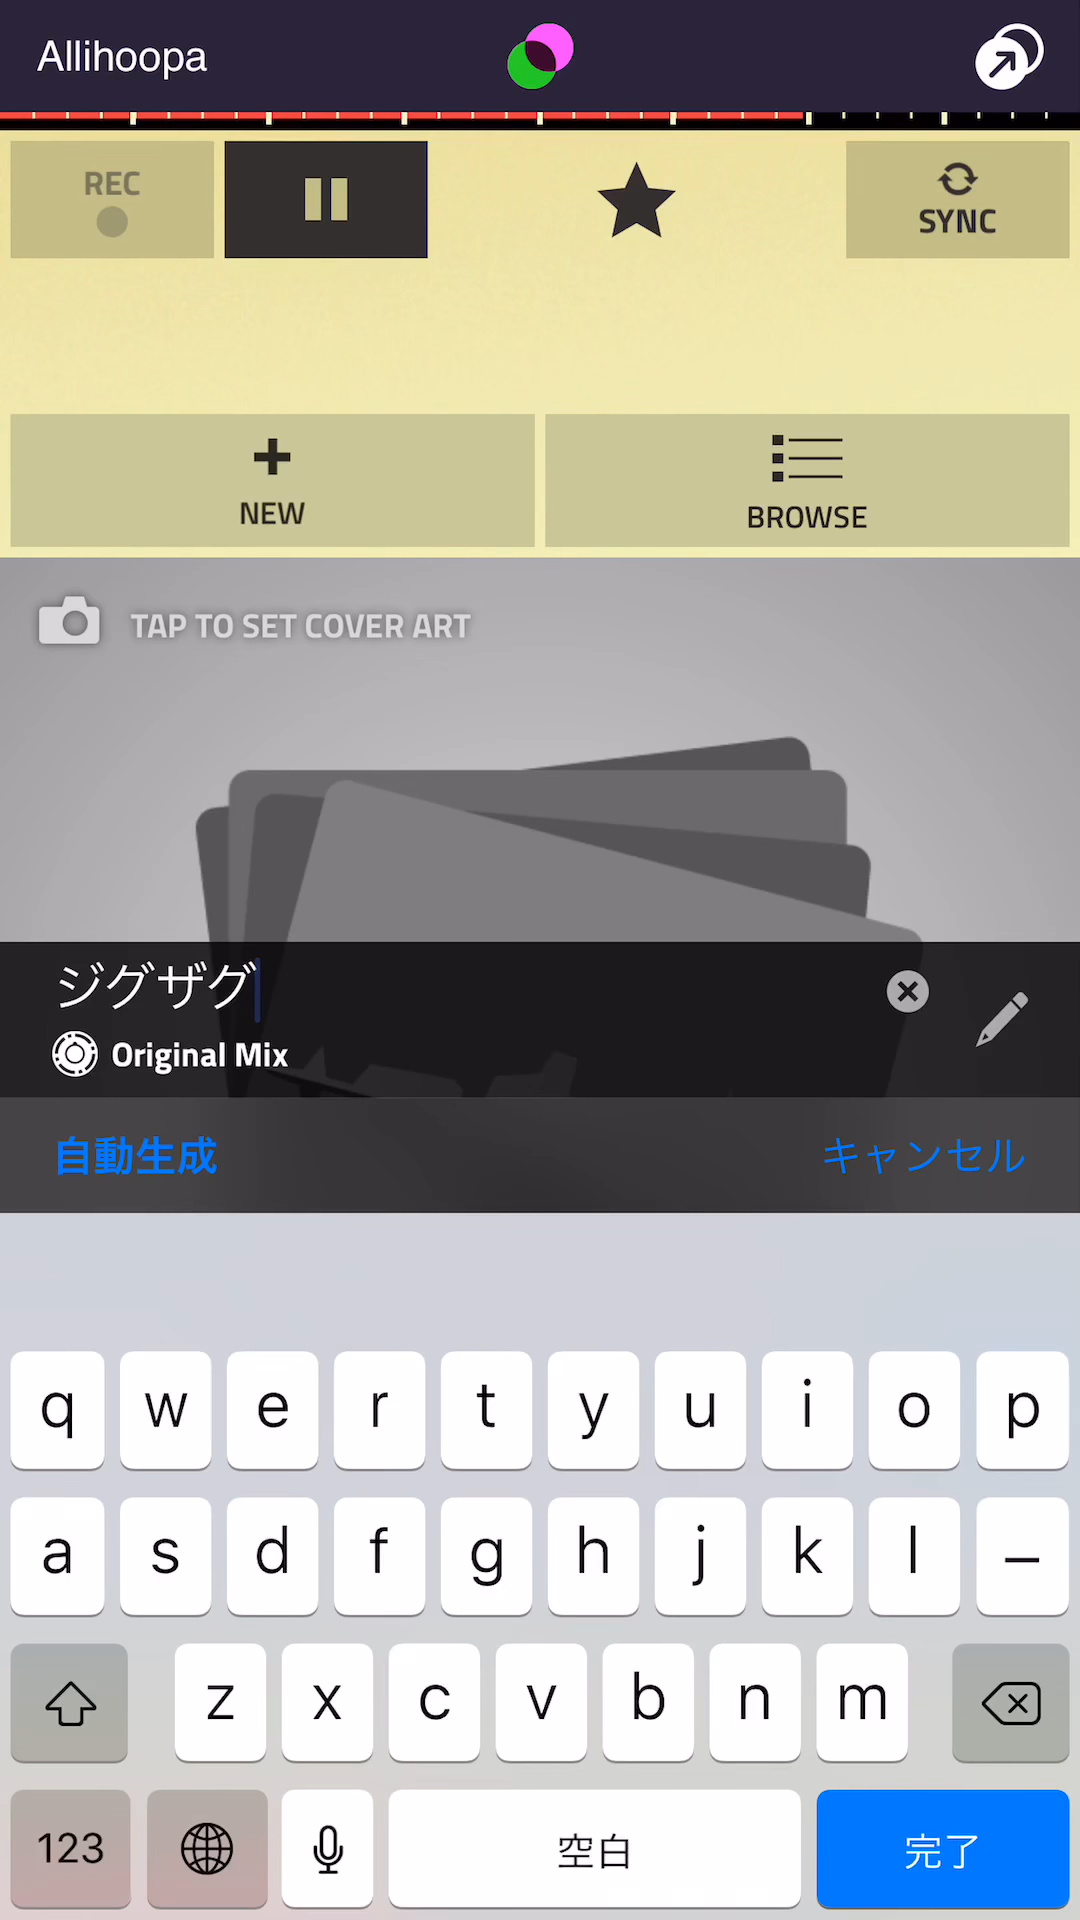 Allihoopa
REC
SYNC
NEW
BROWSE
TAP TO SET COVER ART
ジグザグ
Original Mix
自動生成
キャンセル
q w e r t y u i o p
a s d f g h j k l ー
z x c v b n m
123
空白
完了